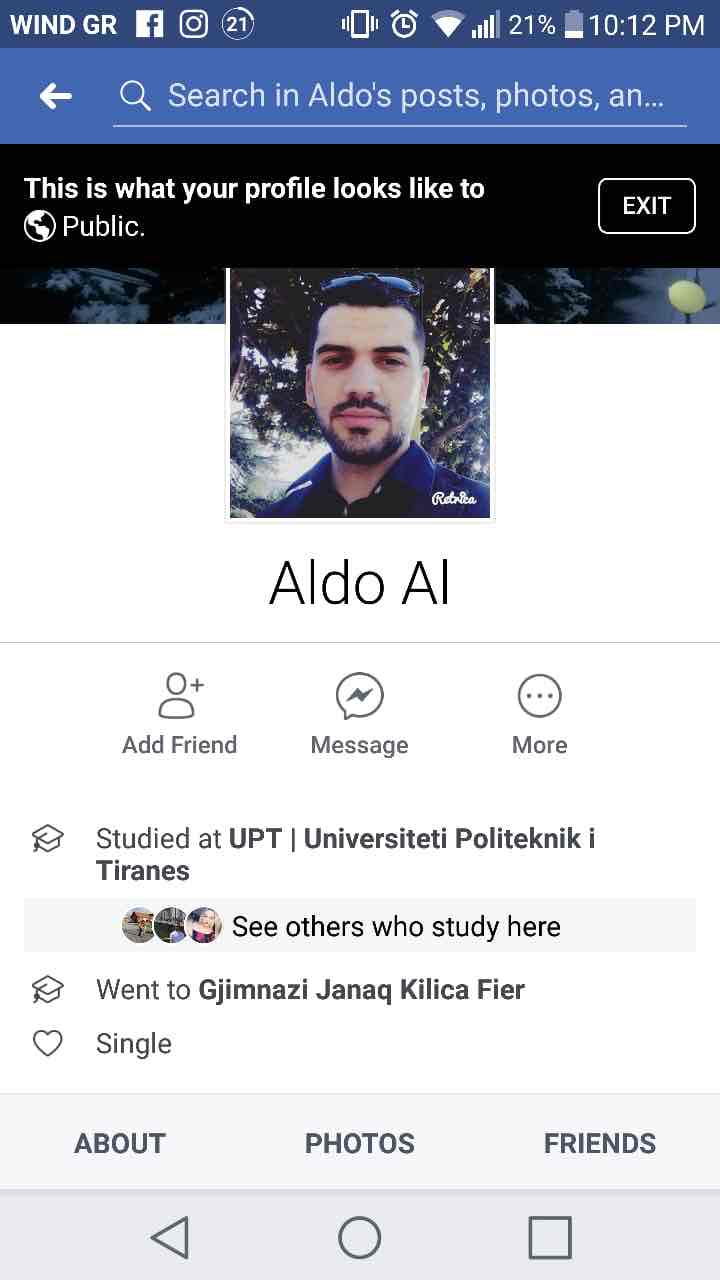 WIND GR 21 21% 10:12 PM
Search in Aldo's posts, photos, an...
This is what your profile looks like to
Public.
EXIT
Retrica
Aldo Al
Add Friend Message More
Studied at UPT | Universiteti Politeknik i
Tiranes
See others who study here
Went to Gjimnazi Janaq Kilica Fier
Single
ABOUT PHOTOS FRIENDS